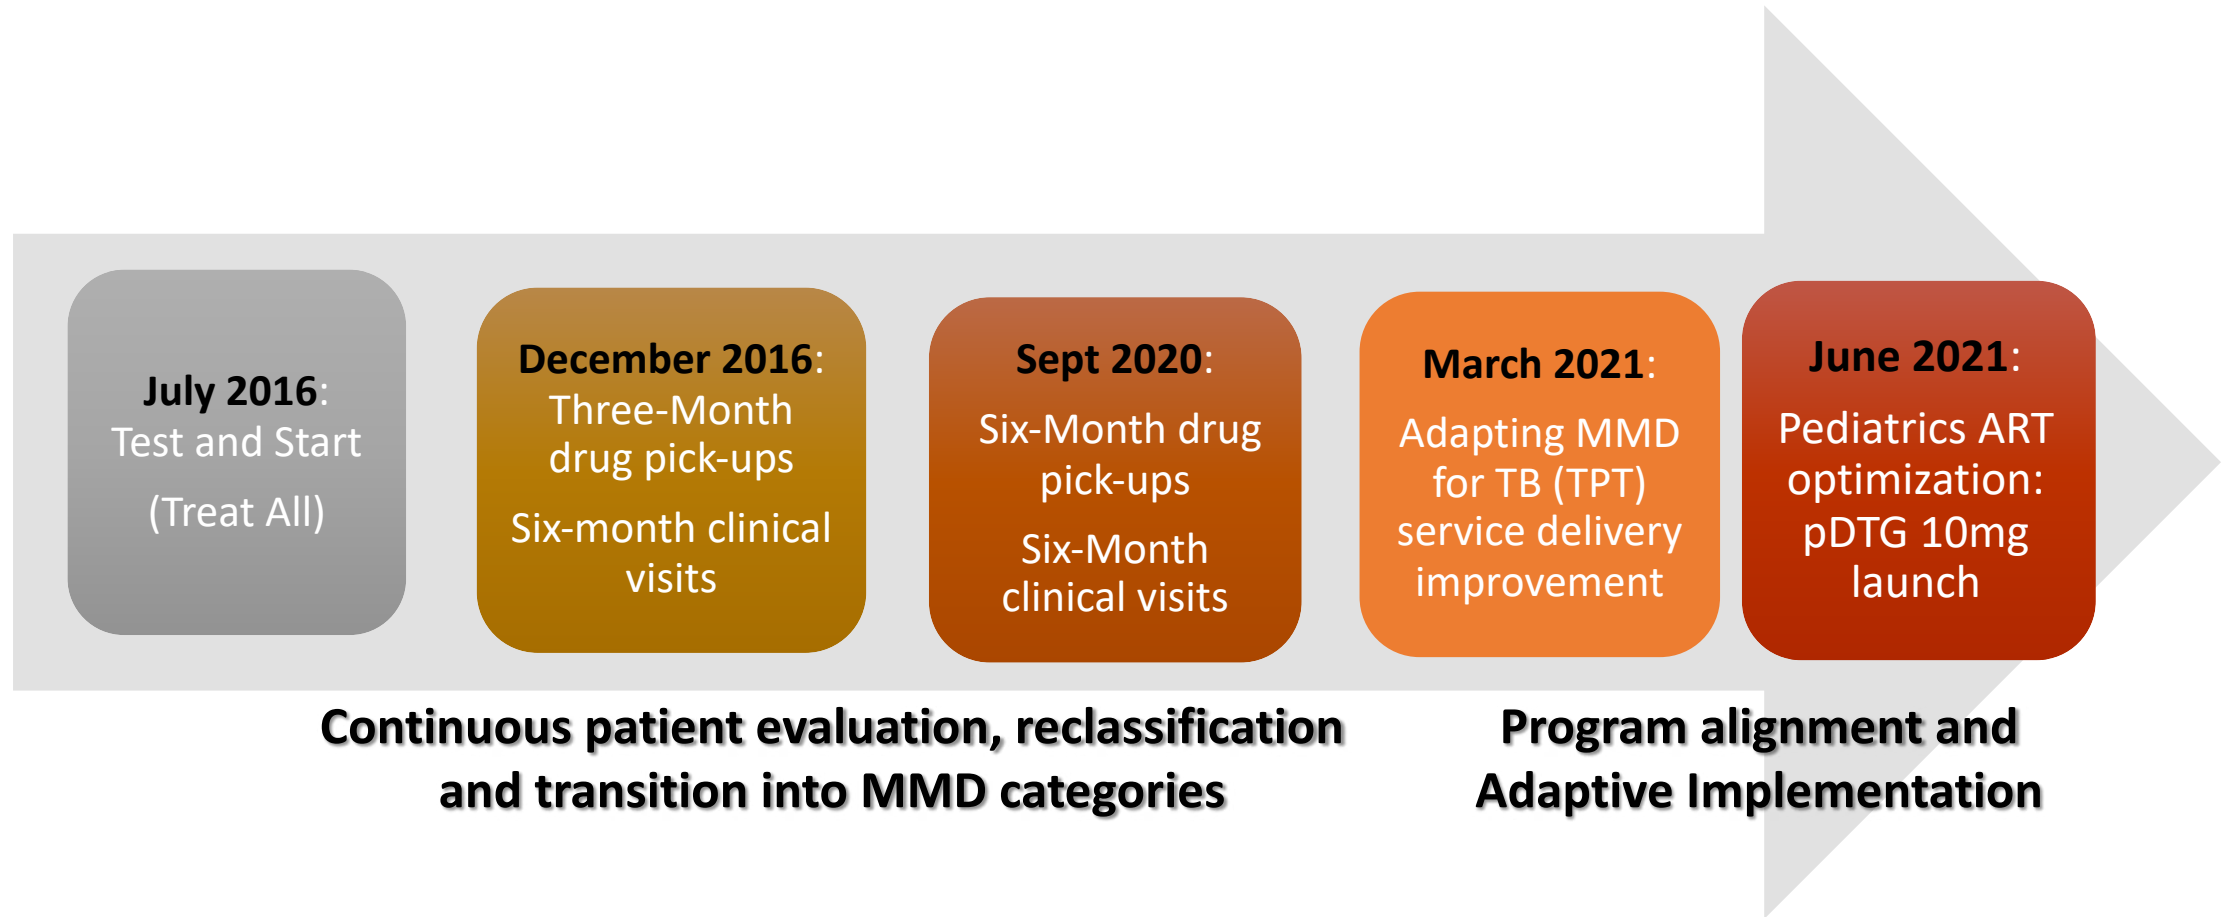 July 2016:
Test and Start
(Treat All)
December 2016:
Three-Month
drug pick-ups
Six-month clinical
visits
Sept 2020:
Six-Month drug
pick-ups
Six-Month
clinical visits
March 2021:
Adapting MMD
for TB (TPT)
service delivery
improvement
June 2021:
Pediatrics ART
optimization:
pDTG 10mg
launch
Continuous patient evaluation, reclassification
and transition into MMD categories
Program alignment and
Adaptive Implementation